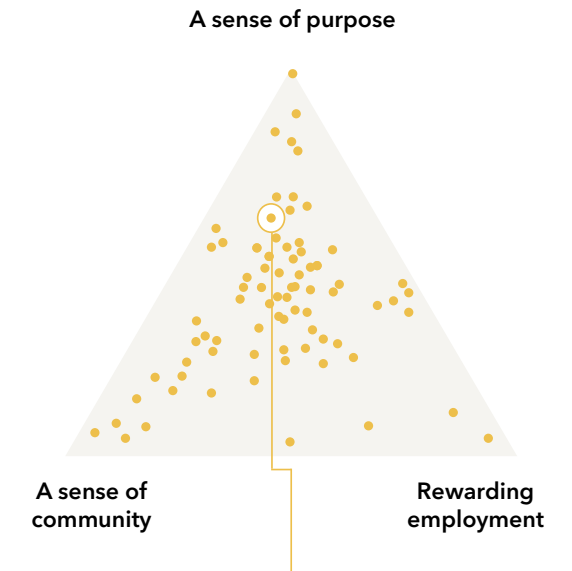 A sense of purpose
A sense of
community
Rewarding
employment